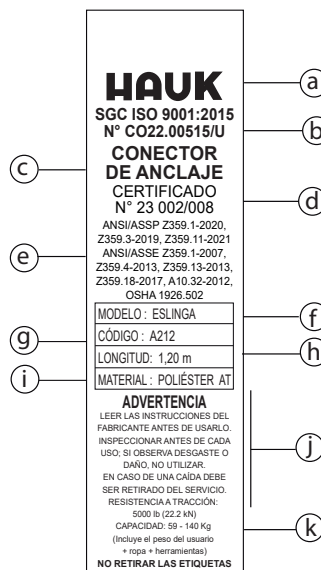 HAUK
SGC ISO 9001:2015
N° CO22.00515/U
CONECTOR
DE ANCLAJE
CERTIFICADO
N° 23 002/008
ANSI/ASSP Z359.1-2020,
Z359.3-2019, Z359.11-2021
ANSI/ASSE Z359.1-2007,
Z359.4-2013, Z359.13-2013,
Z359.18-2017, A10.32-2012,
OSHA 1926.502
MODELO : ESLINGA
CÓDIGO : A212
LONGITUD: 1,20 m
MATERIAL : POLIÉSTER AT
ADVERTENCIA
LEER LAS INSTRUCCIONES DEL
FABRICANTE ANTES DE USARLO.
INSPECCIONAR ANTES DE CADA
USO; SI OBSERVA DESGASTE O
DAÑO, NO UTILIZAR.
EN CASO DE UNA CAÍDA DEBE
SER RETIRADO DEL SERVICIO.
RESISTENCIA A TRACCIÓN:
5000 lb (22.2 kN)
CAPACIDAD: 59 - 140 Kg
(Incluye el peso del usuario
+ ropa + herramientas)
NO RETIRAR LAS ETIQUETAS
a
b
c
d
e
f
g
h
i
j
k